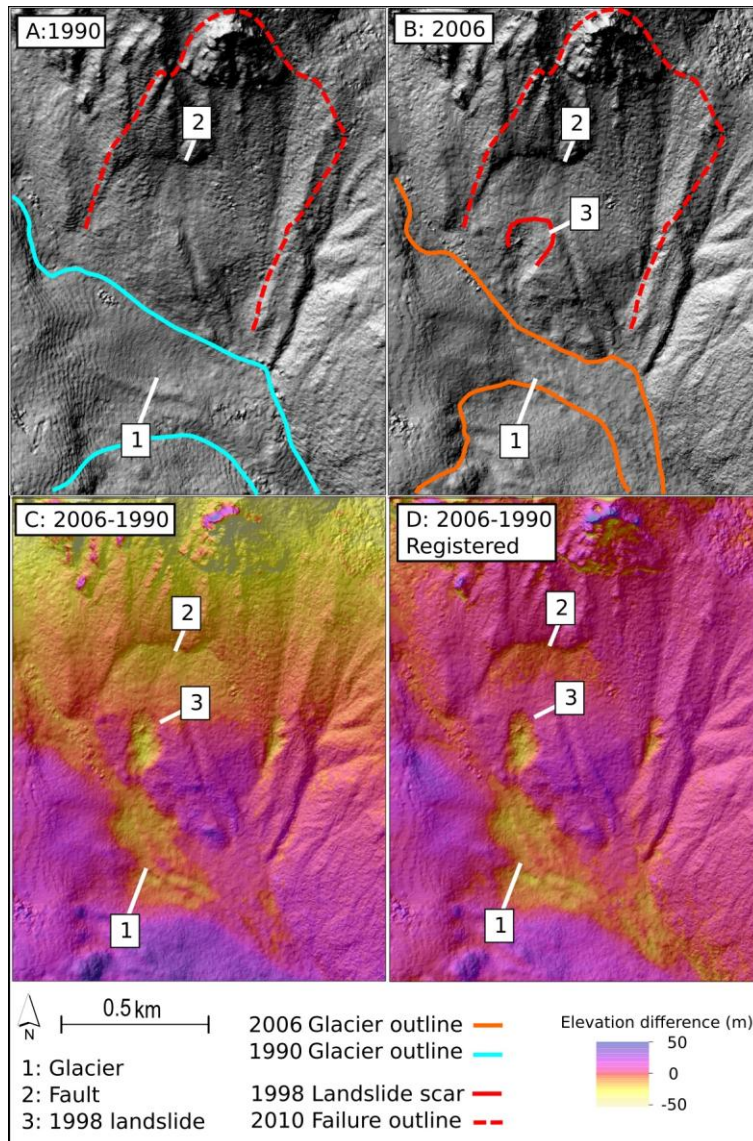 A:1990
B: 2006
2
2
3
1
1
C: 2006-1990
D: 2006-1990
Registered
2
2
3
3
1
1
N
0.5km
1: Glacier
2: Fault
3: 1998 landslide
2006 Glacier outline
1990 Glacier outline
1998 Landslide scar
2010 Failure outline
Elevation difference (m)
50
0
-50